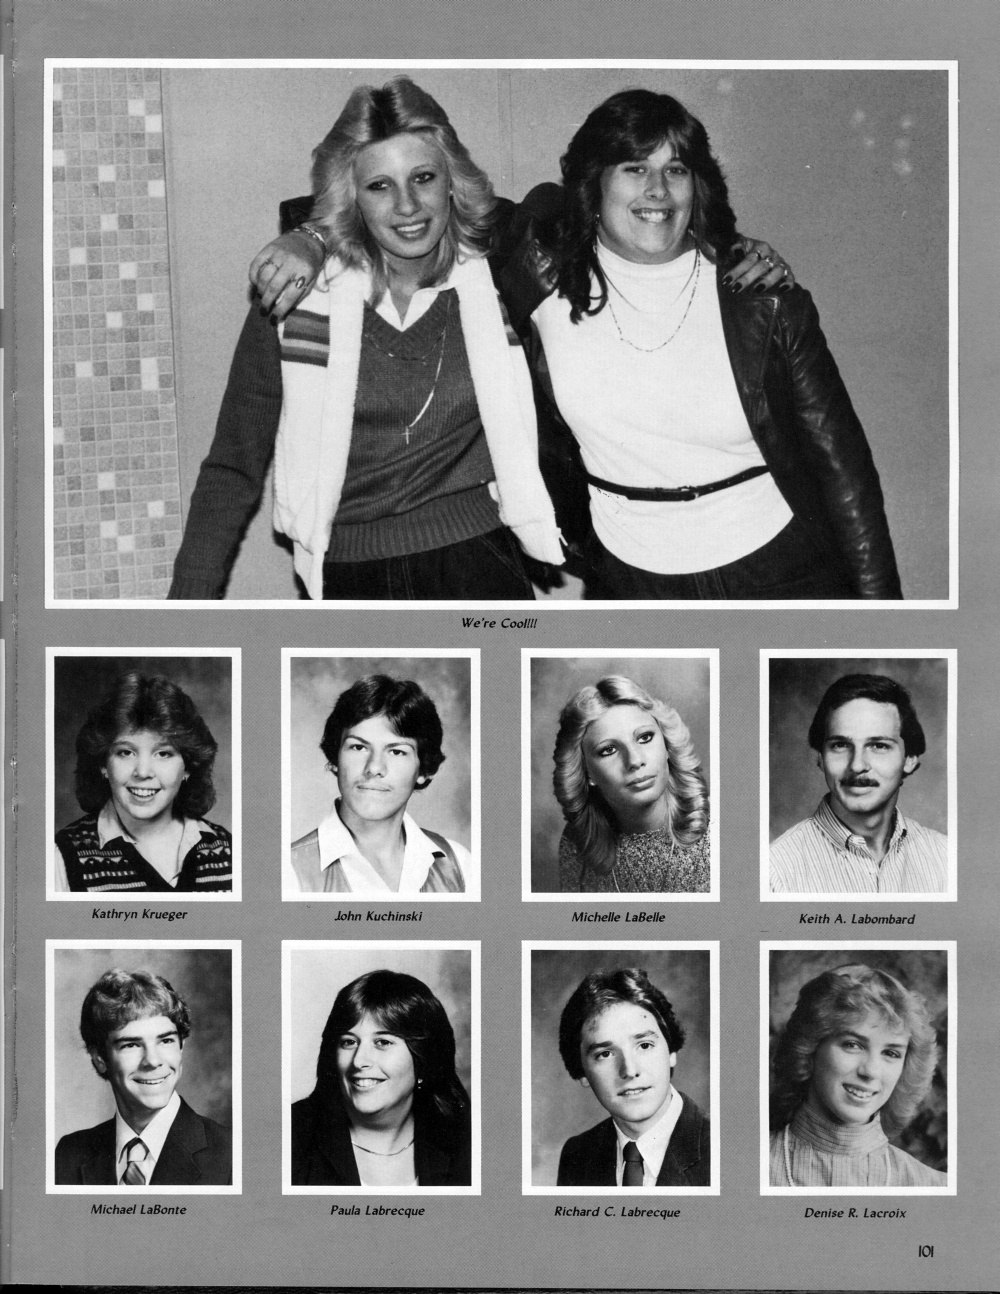 We're Cool!!!
Kathryn Krueger
John Kuchinski
Michelle LaBelle
Keith A. Labombard
Michael LaBonte
Paula Labrecque
Richard C. Labrecque
Denise R. Lacroix
101